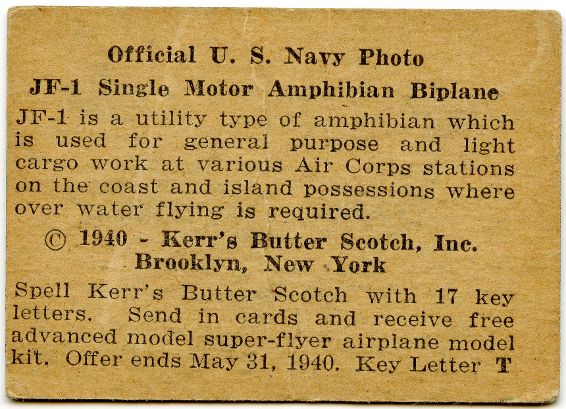 Official U. S. Navy Photo
JF-1 Single Motor Amphibian Biplane
JF-1 is a utility type of amphibian which
is used for general purpose and light
cargo work at various Air Corps stations
on the coast and island possessions where
over water flying is required.
© 1940 - Kerr's Butter Scotch, Inc.
Brooklyn, New York
Spell Kerr's Butter Scotch with 17 key
letters. Send in cards and receive free
advanced model super-flyer airplane model
kit. Offer ends May 31, 1940. Key Letter T